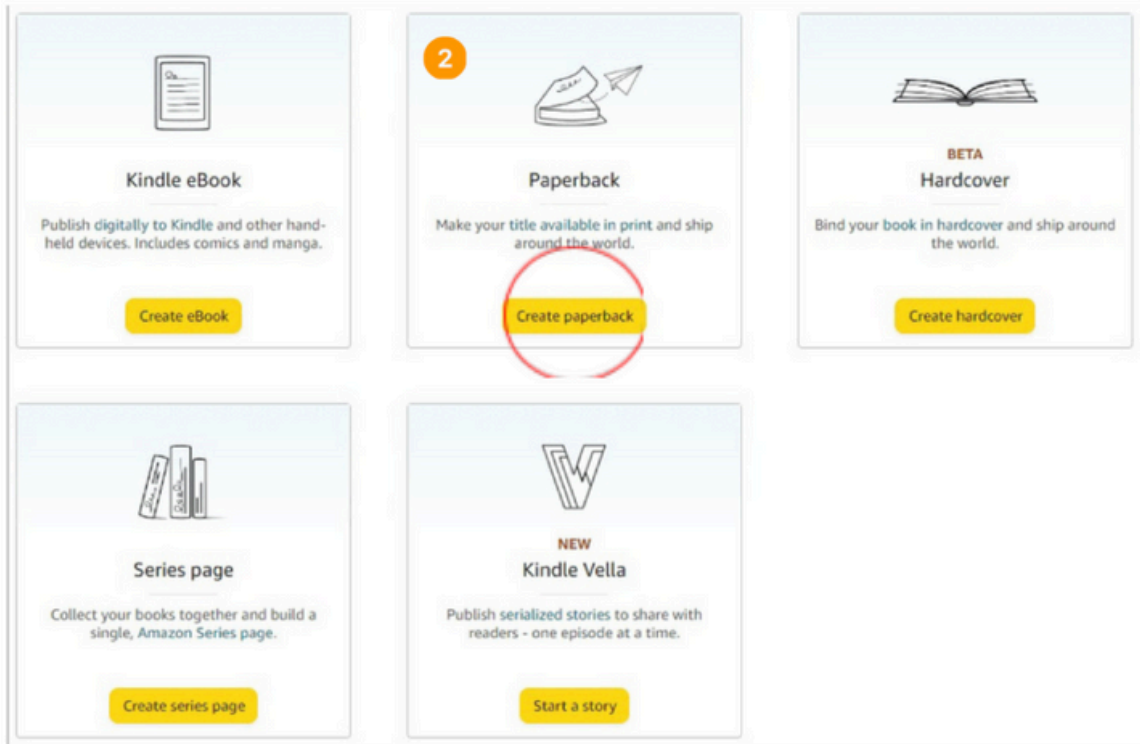 Kindle eBook
Publish digitally to Kindle and other hand-
held devices. Includes comics and manga.
Create eBook
2
Paperback
Make your title available in print and ship
around the world.
Create paperback
BETA
Hardcover
Bind your book in hardcover and ship around
the world.
Create hardcover
Series page
Collect your books together and build a
single, Amazon Series page.
Create series page
NEW
Kindle Vella
Publish serialized stories to share with
readers - one episode at a time.
Start a story